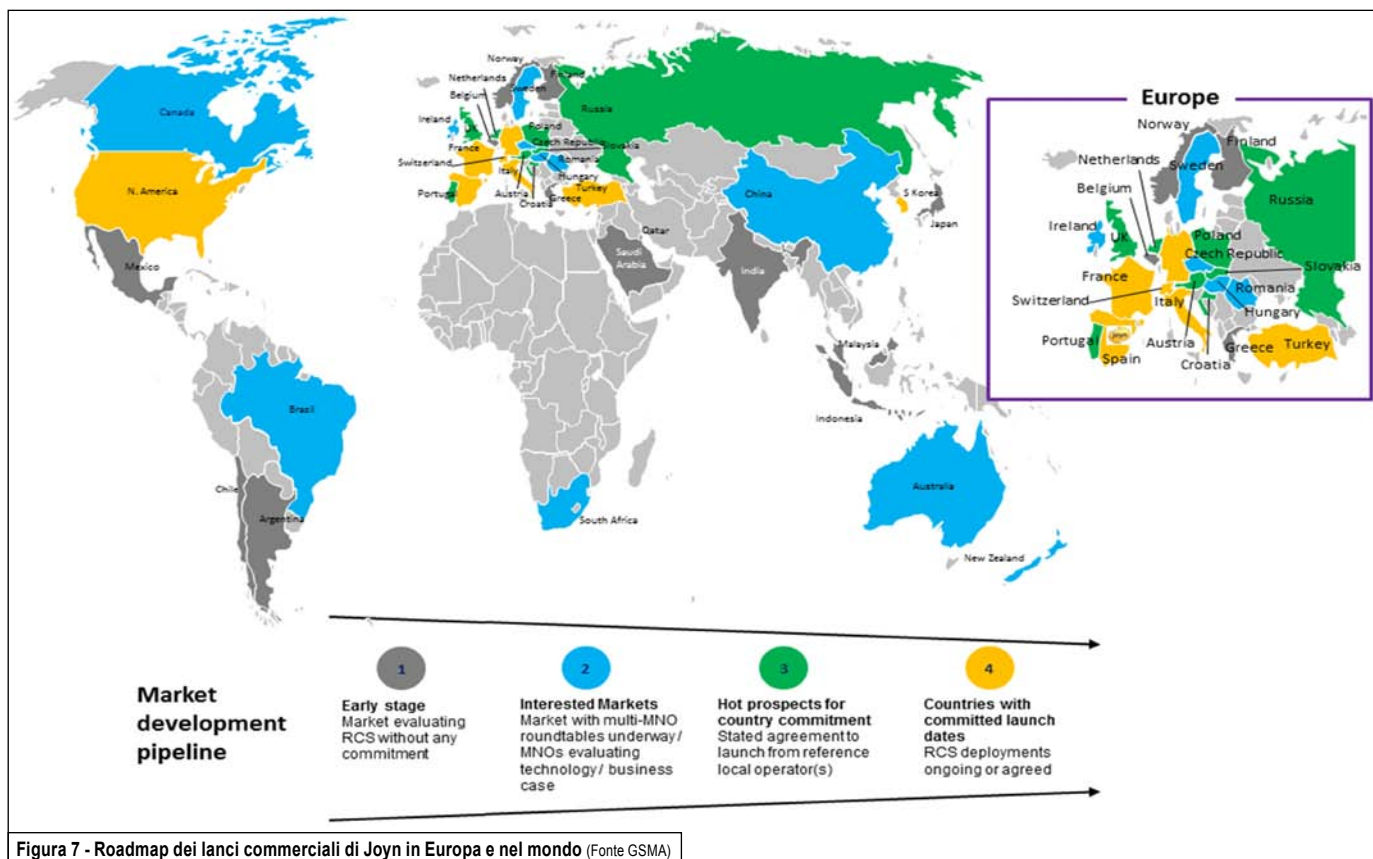 Norway
Netherlands
Finland
Belgium
Sweden
Canada
Ireland
UK
Russia
Poland
Czech Republic
Slovakia
France
Switzerland
Romania
Italy
Hungary
N. America
Portugal
Austria
Turkey
Croatia
Greece
China
S Korea
Japan
Qatar
Saudi
Arabia
India
Mexico
Malaysia
Indonesia
Brasil
Chile
Argentina
South Africa
Australia
New Zealand
Europe
Norway
Finland
Netherlands
Sweden
Belgium
Russia
Ireland
UK
Poland
Czech Republic
Slovakia
France
Romania
Switzerland
Italy
Hungary
Portugal
Austria
Greece
Turkey
Spain
Croatia
Market
development
pipeline
1
Early stage
Market evaluating
RCS without any
commitment
2
Interested Markets
Market with multi-MNO
roundtables underway/
MNOs evaluating
technology/ business
case
3
Hot prospects for
country commitment
Stated agreement to
launch from reference
local operator(s)
4
Countries with
committed launch
dates
RCS deployments
ongoing or agreed
Figura 7 - Roadmap dei lanci commerciali di Joyn in Europa e nel mondo (Fonte GSMA)